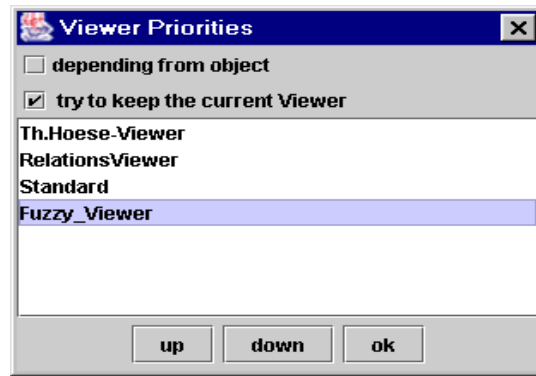 Viewer Priorities
depending from object
try to keep the current Viewer
Th.Hoese-Viewer
RelationsViewer
Standard
Fuzzy_Viewer
up down ok